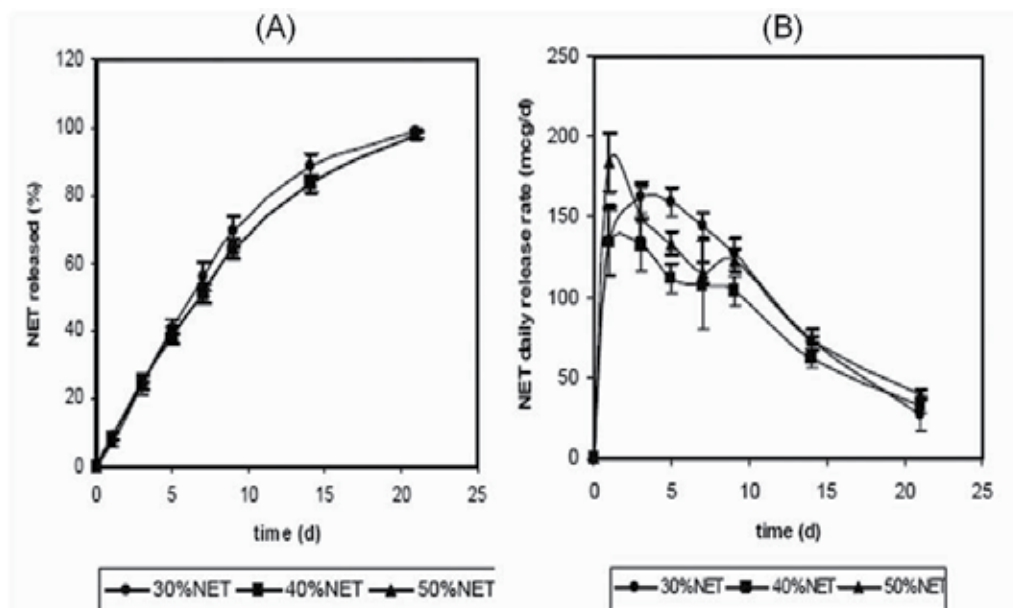 (A)
NET released (%)
120
100
80
60
40
20
0
0 5 10 15 20 25
time (d)
30%NET 40%NET 50%NET
(B)
NET daily release rate (mcg/d)
250
200
150
100
50
0
0 5 10 15 20 25
time (d)
30%NET 40%NET 50%NET